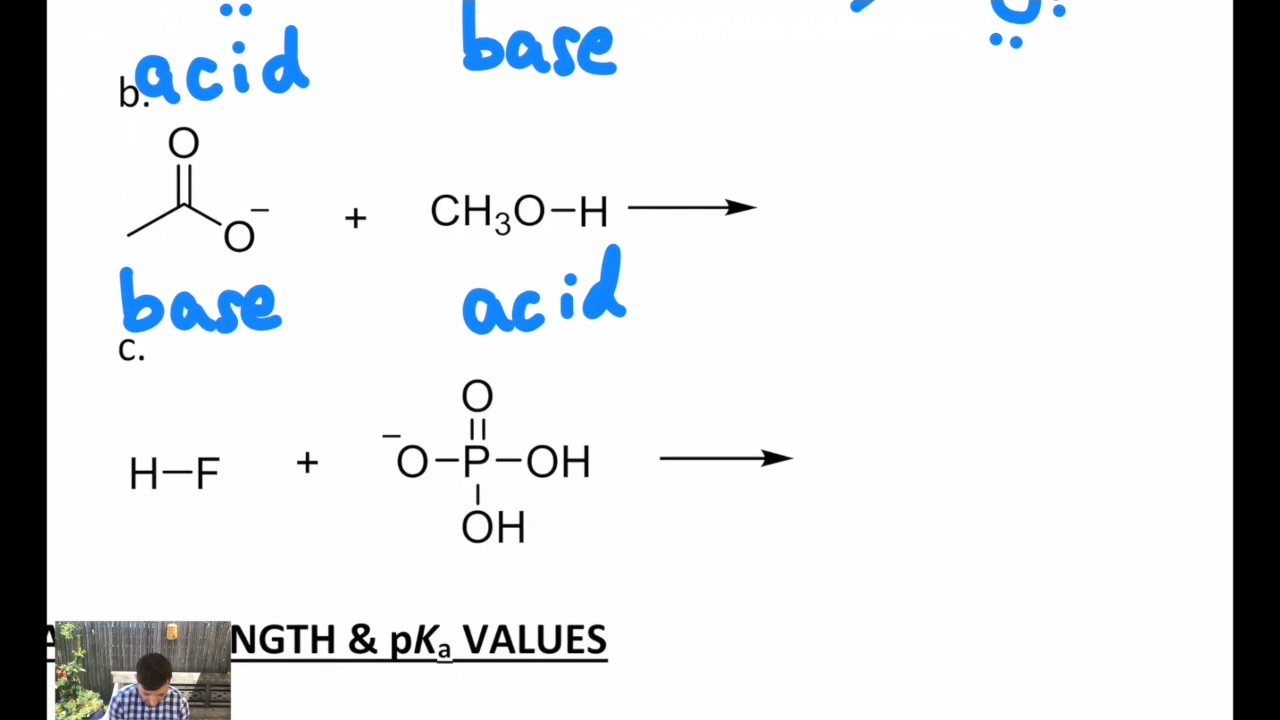 acid base
b.
O
O⁻ + CH₃O–H
base acid
c.
O
H–F + ⁻O–P–OH
OH
NGTH & pKₐ VALUES